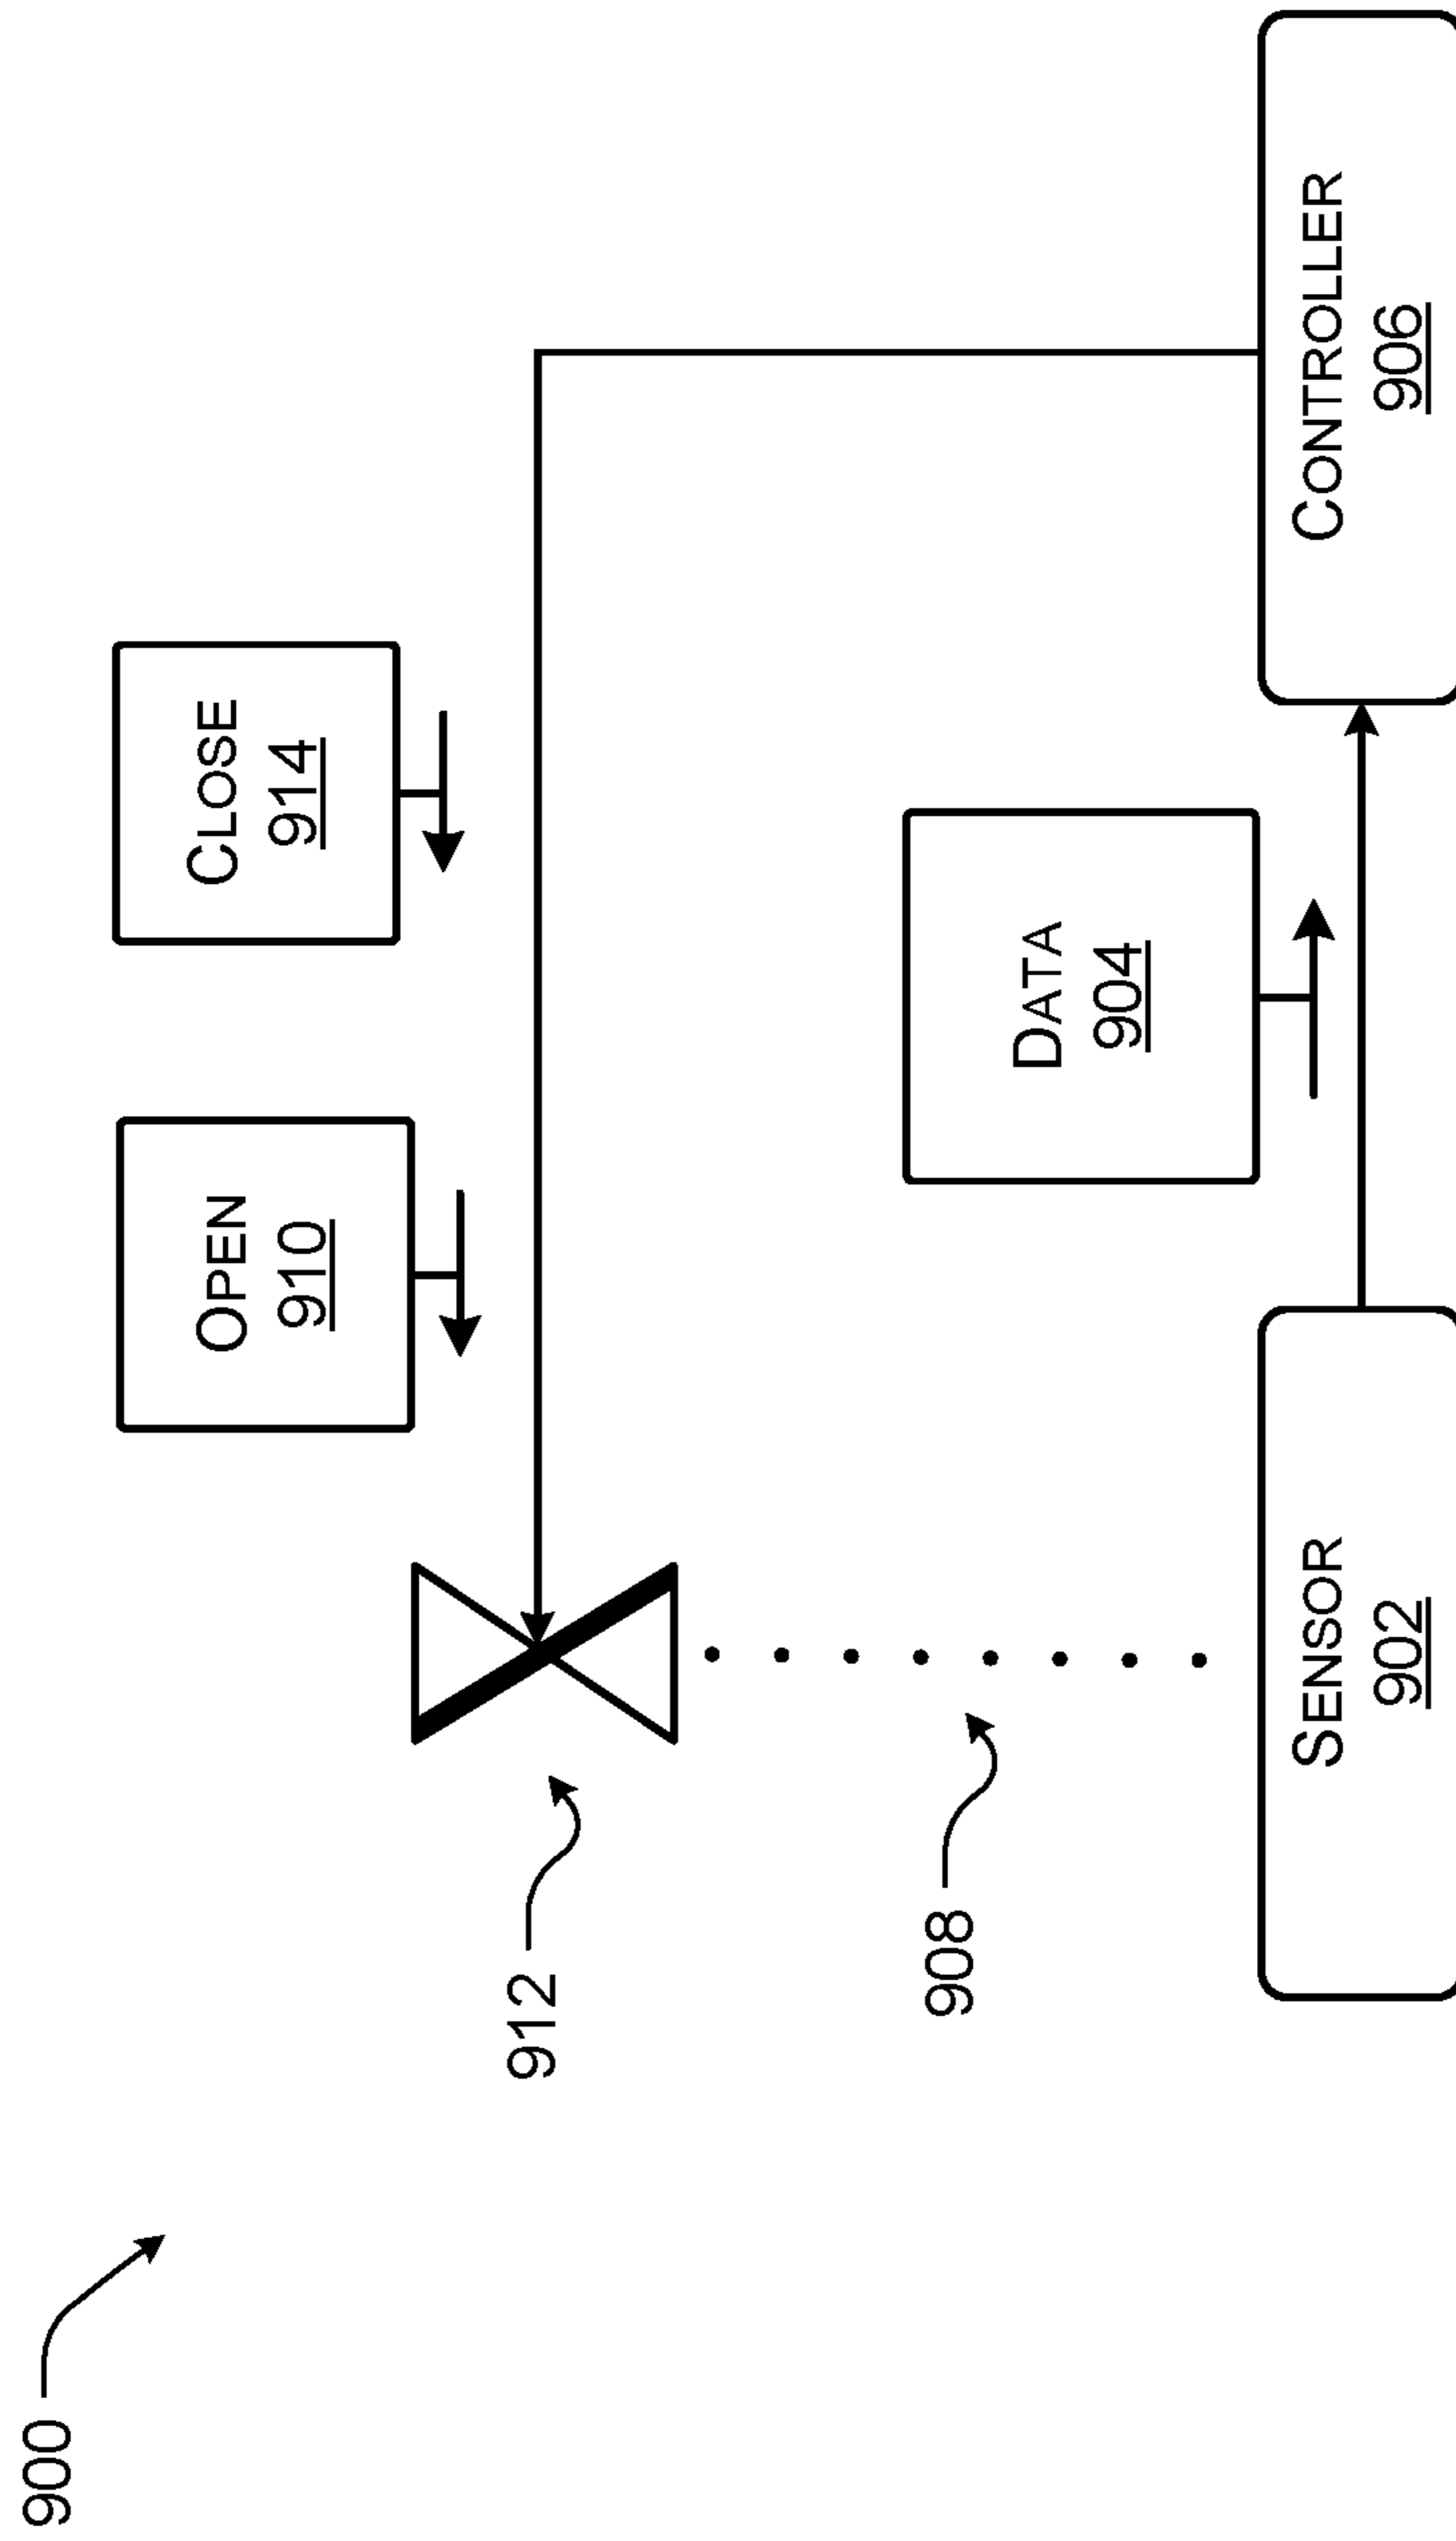 900
OPEN
910
CLOSE
914
912
DATA
904
908
SENSOR
902
CONTROLLER
906